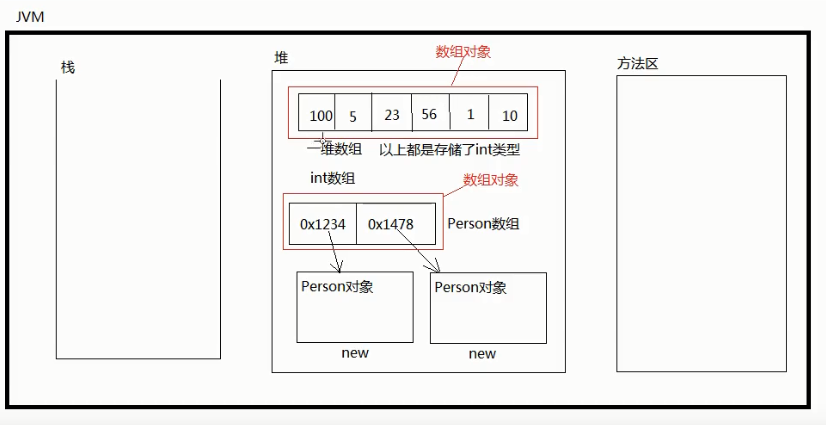 JVM
栈
堆
方法区
数组对象
100 5 23 56 1 10
一堆数组 以上都是存储了int类型
int数组
数组对象
0x1234 0x1478 Person数组
Person对象 Person对象
new new